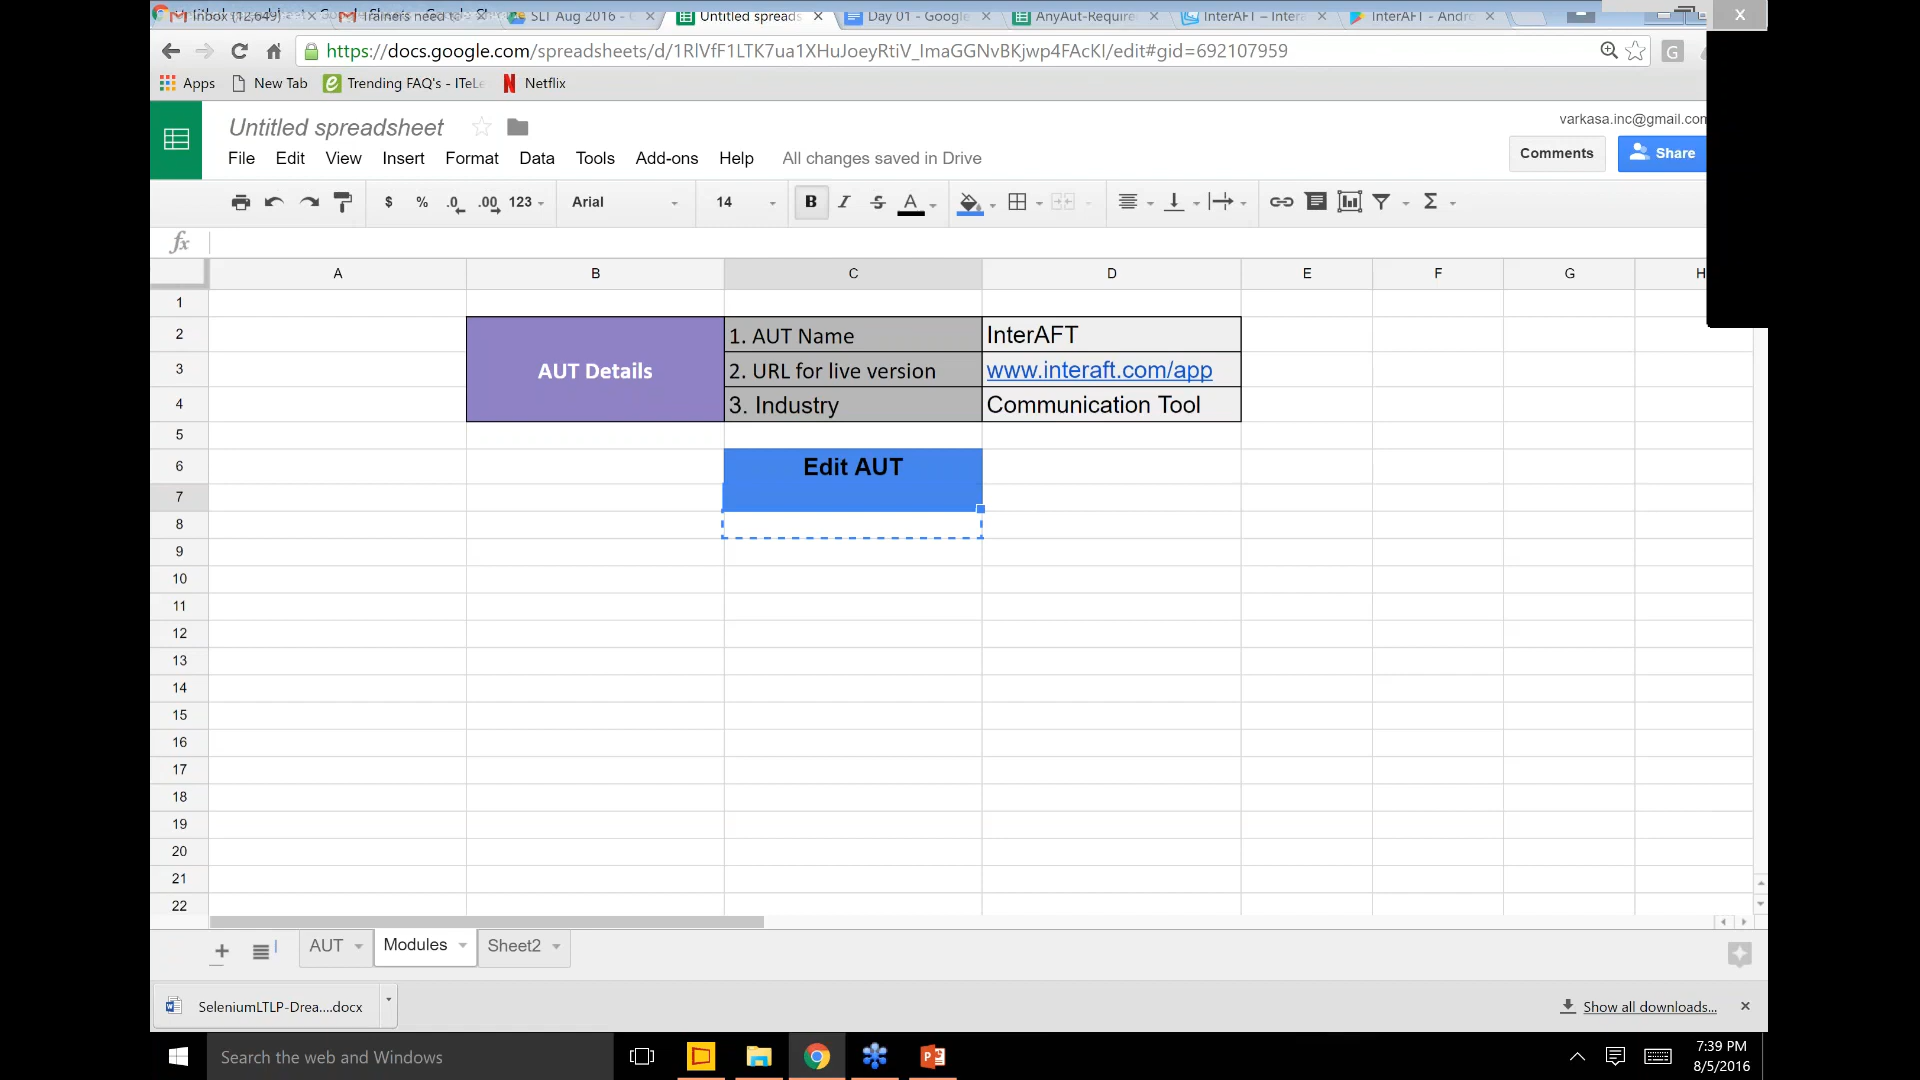 Inbox (12,649)
Trainers need to
SLT Aug 2016 -
Untitled spreads
Day 01 - Google
AnyAut-Require
InterAFT – Intera
InterAFT - Andro
https://docs.google.com/spreadsheets/d/1RlVfF1LTK7ua1XHuJoeyRtiV_ImaGGNvBKjwp4FAcKI/edit#gid=692107959
Apps New Tab Trending FAQ's - ITeLe Netflix
Untitled spreadsheet
varkasa.inc@gmail.com
File Edit View Insert Format Data Tools Add-ons Help All changes saved in Drive
Comments Share
$ % .0 .00 123 Arial 14 B I S A Σ
fx
A B C D E F G H
1
2 1. AUT Name InterAFT
3 AUT Details 2. URL for live version www.interaft.com/app
4 3. Industry Communication Tool
5
6 Edit AUT
7
8
9
10
11
12
13
14
15
16
17
18
19
20
21
22
AUT Modules Sheet2
SeleniumLTLP-Drea....docx Show all downloads...
Search the web and Windows
7:39 PM
8/5/2016